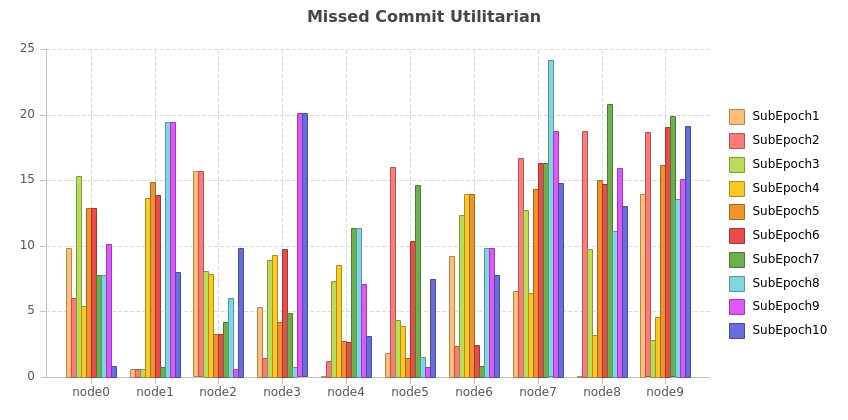 Missed Commit Utilitarian
25
20
15
10
5
0
node0 node1 node2 node3 node4 node5 node6 node7 node8 node9
SubEpoch1
SubEpoch2
SubEpoch3
SubEpoch4
SubEpoch5
SubEpoch6
SubEpoch7
SubEpoch8
SubEpoch9
SubEpoch10